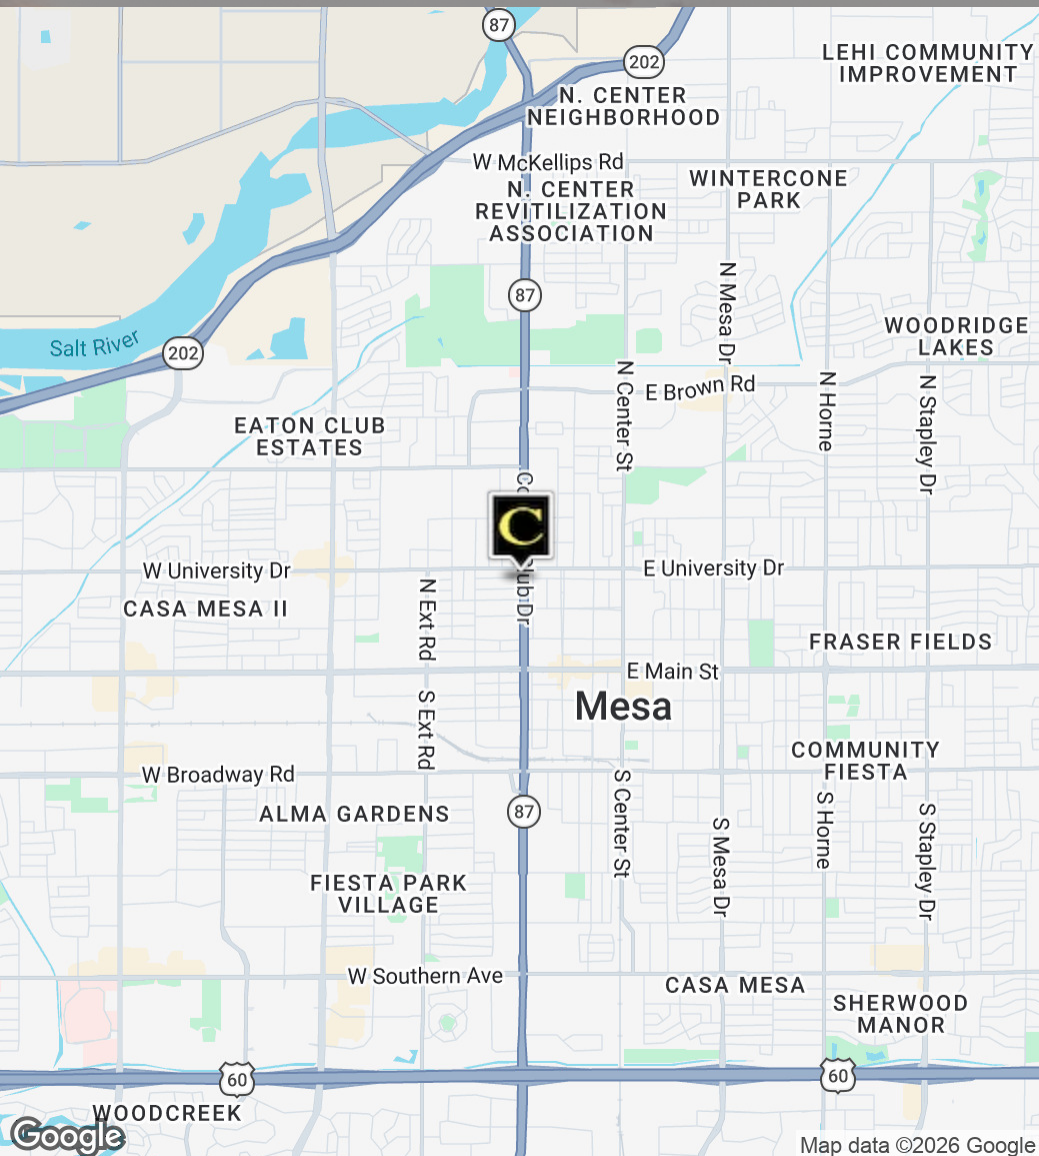 87
202
LEHI COMMUNITY
IMPROVEMENT
N. CENTER
NEIGHBORHOOD
W McKellips Rd
N. CENTER
REVITILIZATION
ASSOCIATION
WINTERCONE
PARK
N Mesa Dr
87
Salt River
202
WOODRIDGE
LAKES
N Center St
E Brown Rd
N Horne
N Stapley Dr
EATON CLUB
ESTATES
C
W University Dr
E University Dr
CASA MESA II
N Ext Rd
FRASER FIELDS
E Main St
S Ext Rd
Mesa
COMMUNITY
FIESTA
W Broadway Rd
ALMA GARDENS
87
S Center St
S Mesa Dr
S Horne
S Stapley Dr
FIESTA PARK
VILLAGE
W Southern Ave
CASA MESA
SHERWOOD
MANOR
60
60
WOODCREEK
Google
Map data ©2026 Google